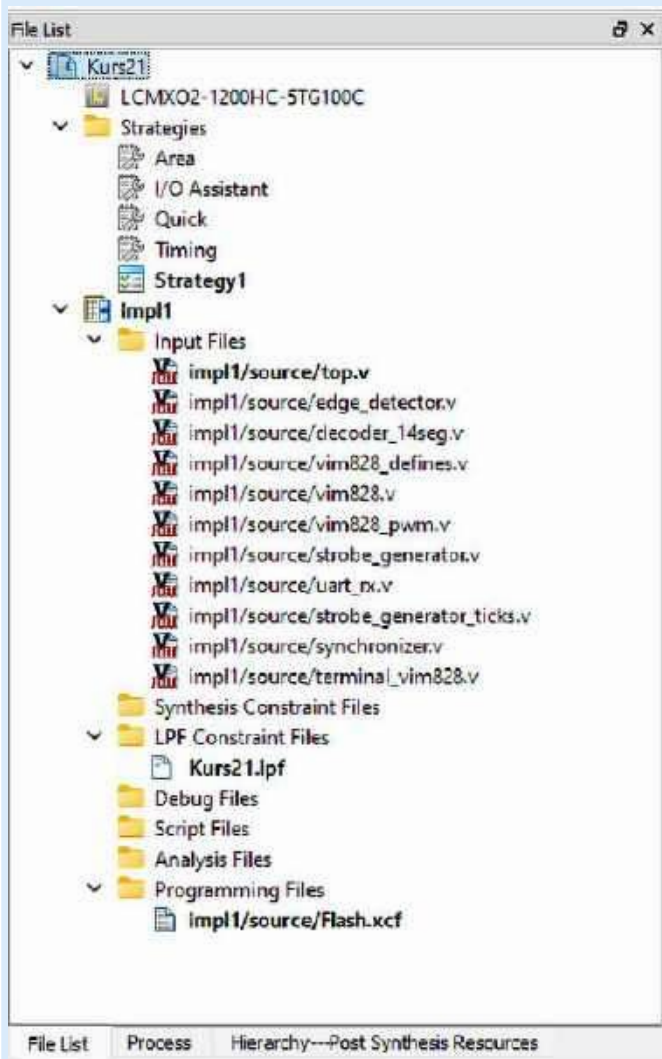 File List
Kurs21
LCMXO2-1200HC-5TG100C
Strategies
Area
I/O Assistant
Quick
Timing
Strategy1
impl1
Input Files
impl1/source/top.v
impl1/source/edge_detector.v
impl1/source/decoder_14seg.v
impl1/source/vim828_defines.v
impl1/source/vim828.v
impl1/source/vim828_pwm.v
impl1/source/strobe_generator.v
impl1/source/uart_rx.v
impl1/source/strobe_generator_ticks.v
impl1/source/synchronizer.v
impl1/source/terminal_vim828.v
Synthesis Constraint Files
LPF Constraint Files
Kurs21.lpf
Debug Files
Script Files
Analysis Files
Programming Files
impl1/source/Flash.xcf
File List Process Hierarchy---Post Synthesis Resources